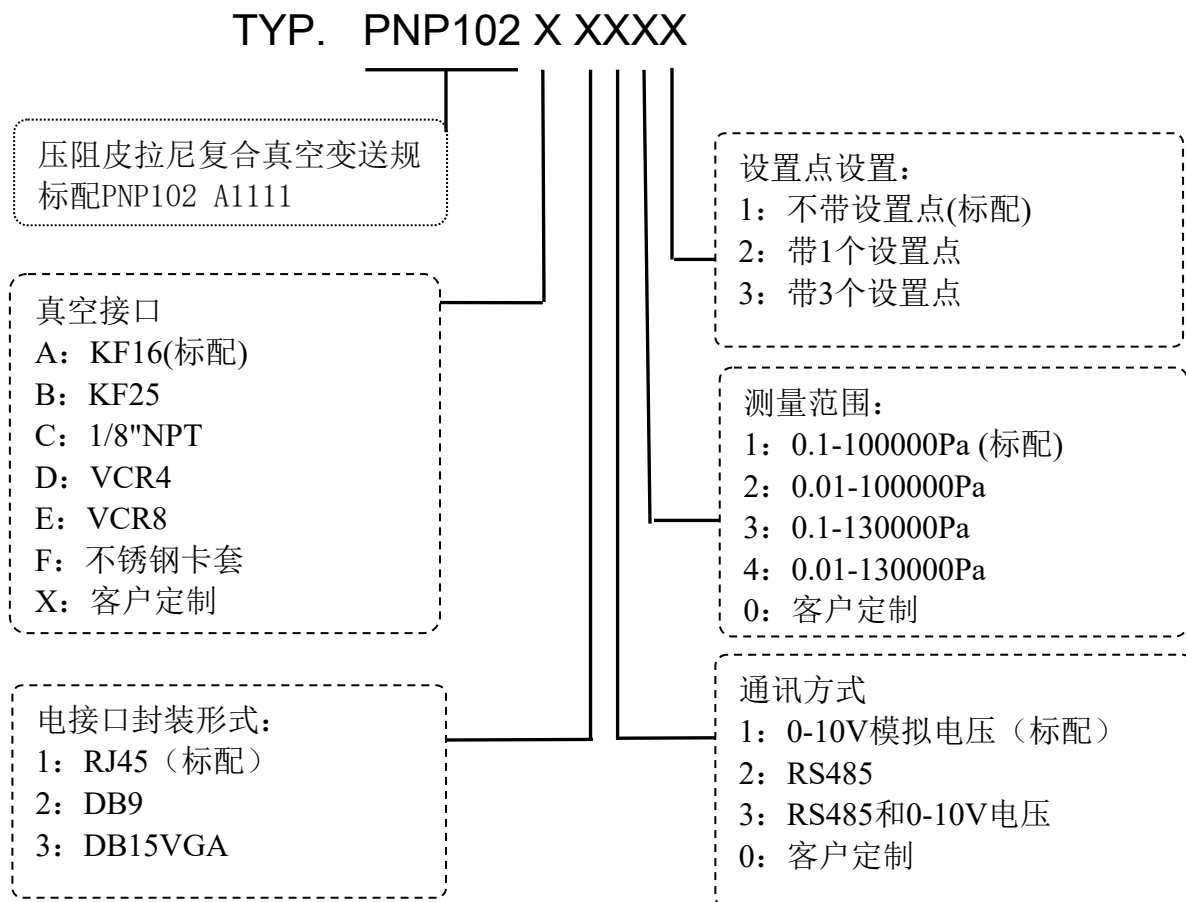 TYP. PNP102 X XXXX
压阻皮拉尼复合真空变送规
标配PNP102 A1111
真空接口
A：KF16(标配)
B：KF25
C：1/8"NPT
D：VCR4
E：VCR8
F：不锈钢卡套
X：客户定制
电接口封装形式：
1：RJ45（标配）
2：DB9
3：DB15VGA
设置点设置：
1：不带设置点(标配)
2：带1个设置点
3：带3个设置点
测量范围：
1：0.1-100000Pa (标配)
2：0.01-100000Pa
3：0.1-130000Pa
4：0.01-130000Pa
0：客户定制
通讯方式
1：0-10V模拟电压（标配）
2：RS485
3：RS485和0-10V电压
0：客户定制